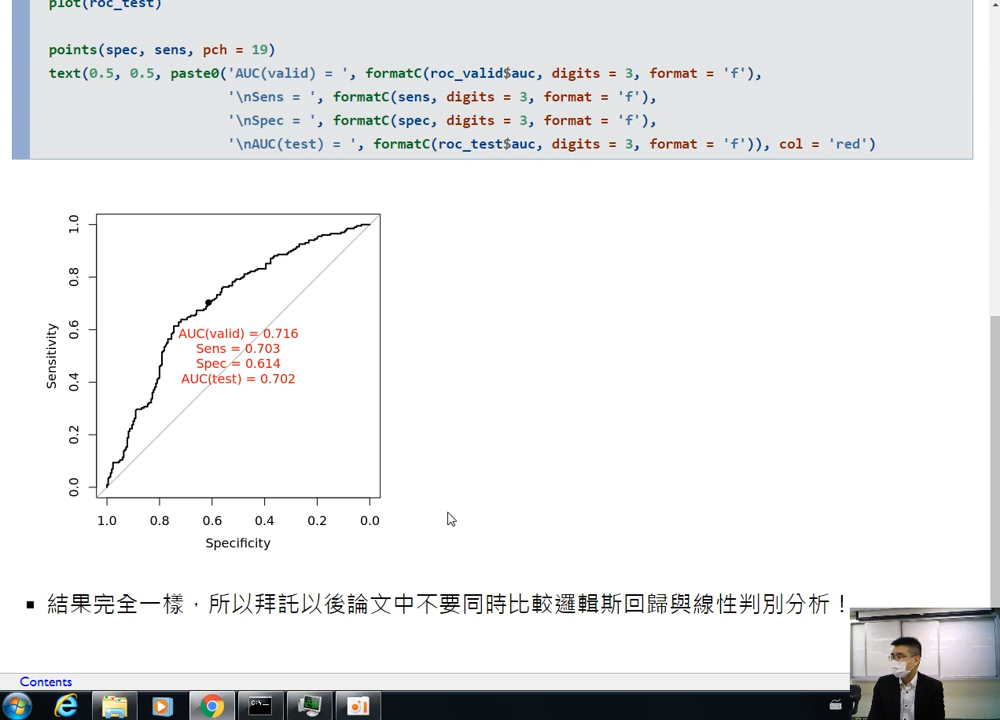 plot(roc_test)
points(spec, sens, pch = 19)
text(0.5, 0.5, paste0('AUC(valid) = ', formatC(roc_valid$auc, digits = 3, format = 'f'),
'\nSens = ', formatC(sens, digits = 3, format = 'f'),
'\nSpec = ', formatC(spec, digits = 3, format = 'f'),
'\nAUC(test) = ', formatC(roc_test$auc, digits = 3, format = 'f')), col = 'red')
1.0
0.8
0.6
0.4
0.2
0.0
Sensitivity
AUC(valid) = 0.716
Sens = 0.703
Spec = 0.614
AUC(test) = 0.702
1.0 0.8 0.6 0.4 0.2 0.0
Specificity
▪ 結果完全一樣，所以拜託以後論文中不要同時比較邏輯斯回歸與線性判別分析！
Contents